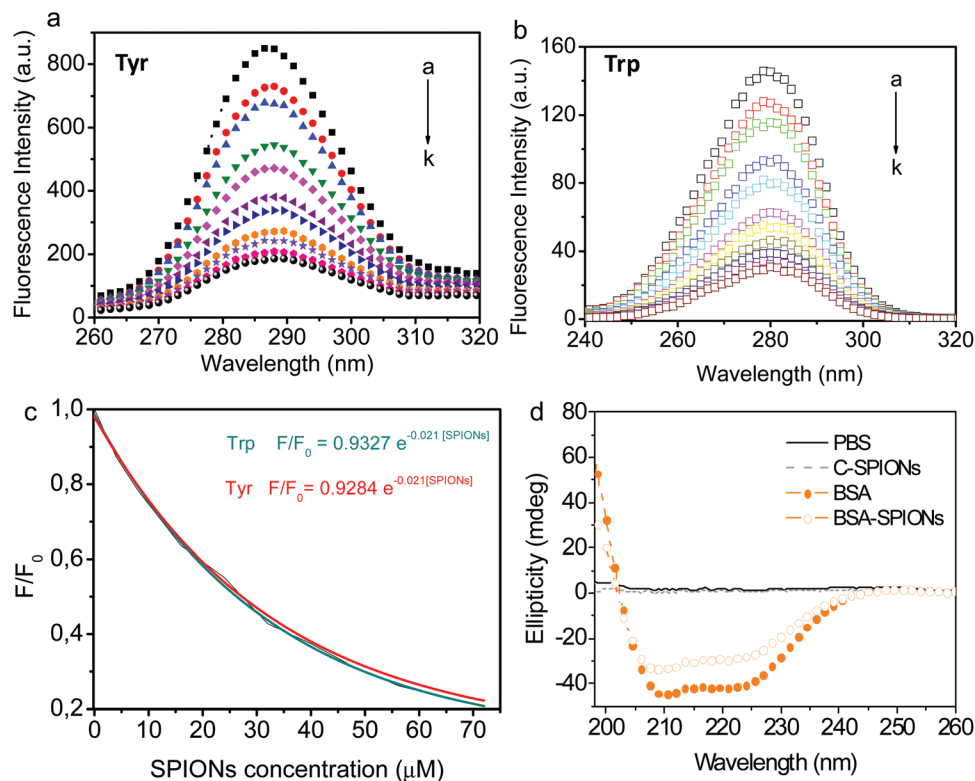 a
Fluorescence Intensity (a.u.)
800
600
400
200
0
Tyr
a
k
260 270 280 290 300 310 320
Wavelength (nm)
b
Fluorescence Intensity (a.u.)
160
120
80
40
0
Trp
a
k
240 260 280 300 320
Wavelength (nm)
c
F/F0
1,0
0,8
0,6
0,4
0,2
Trp F/F0 = 0.9327 e-0.021 [SPIONs]
Tyr F/F0 = 0.9284 e-0.021[SPIONs]
0 10 20 30 40 50 60 70
SPIONs concentration (μM)
d
Ellipticity (mdeg)
80
60
40
20
0
-20
-40
PBS
C-SPIONs
BSA
BSA-SPIONs
200 210 220 230 240 250 260
Wavelength (nm)